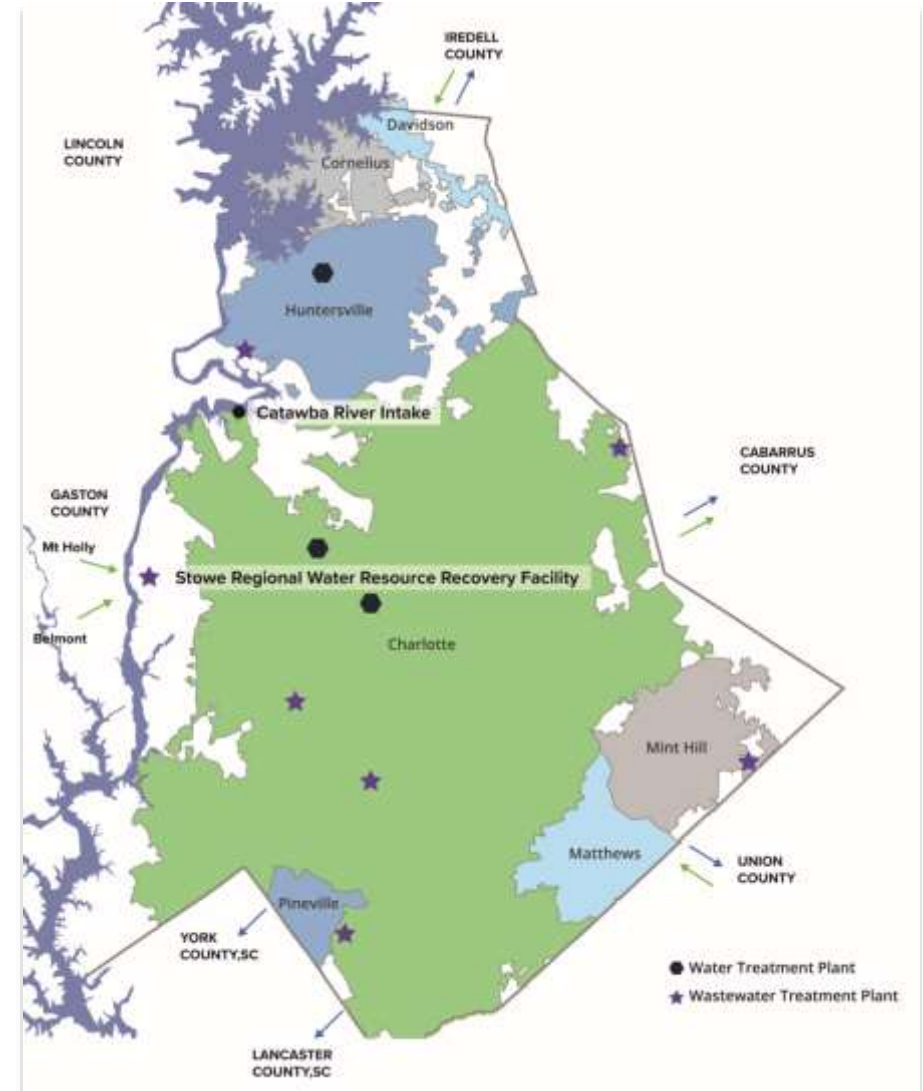 IREDELL
COUNTY
Davidson
LINCOLN
COUNTY
Cornelius
Huntersville
Catawba River Intake
CABARRUS
COUNTY
GASTON
COUNTY
Mt Holly
Stowe Regional Water Resource Recovery Facility
Belmont
Charlotte
Mint Hill
Matthews
UNION
COUNTY
Pineville
YORK
COUNTY,SC
Water Treatment Plant
Wastewater Treatment Plant
LANCASTER
COUNTY,SC